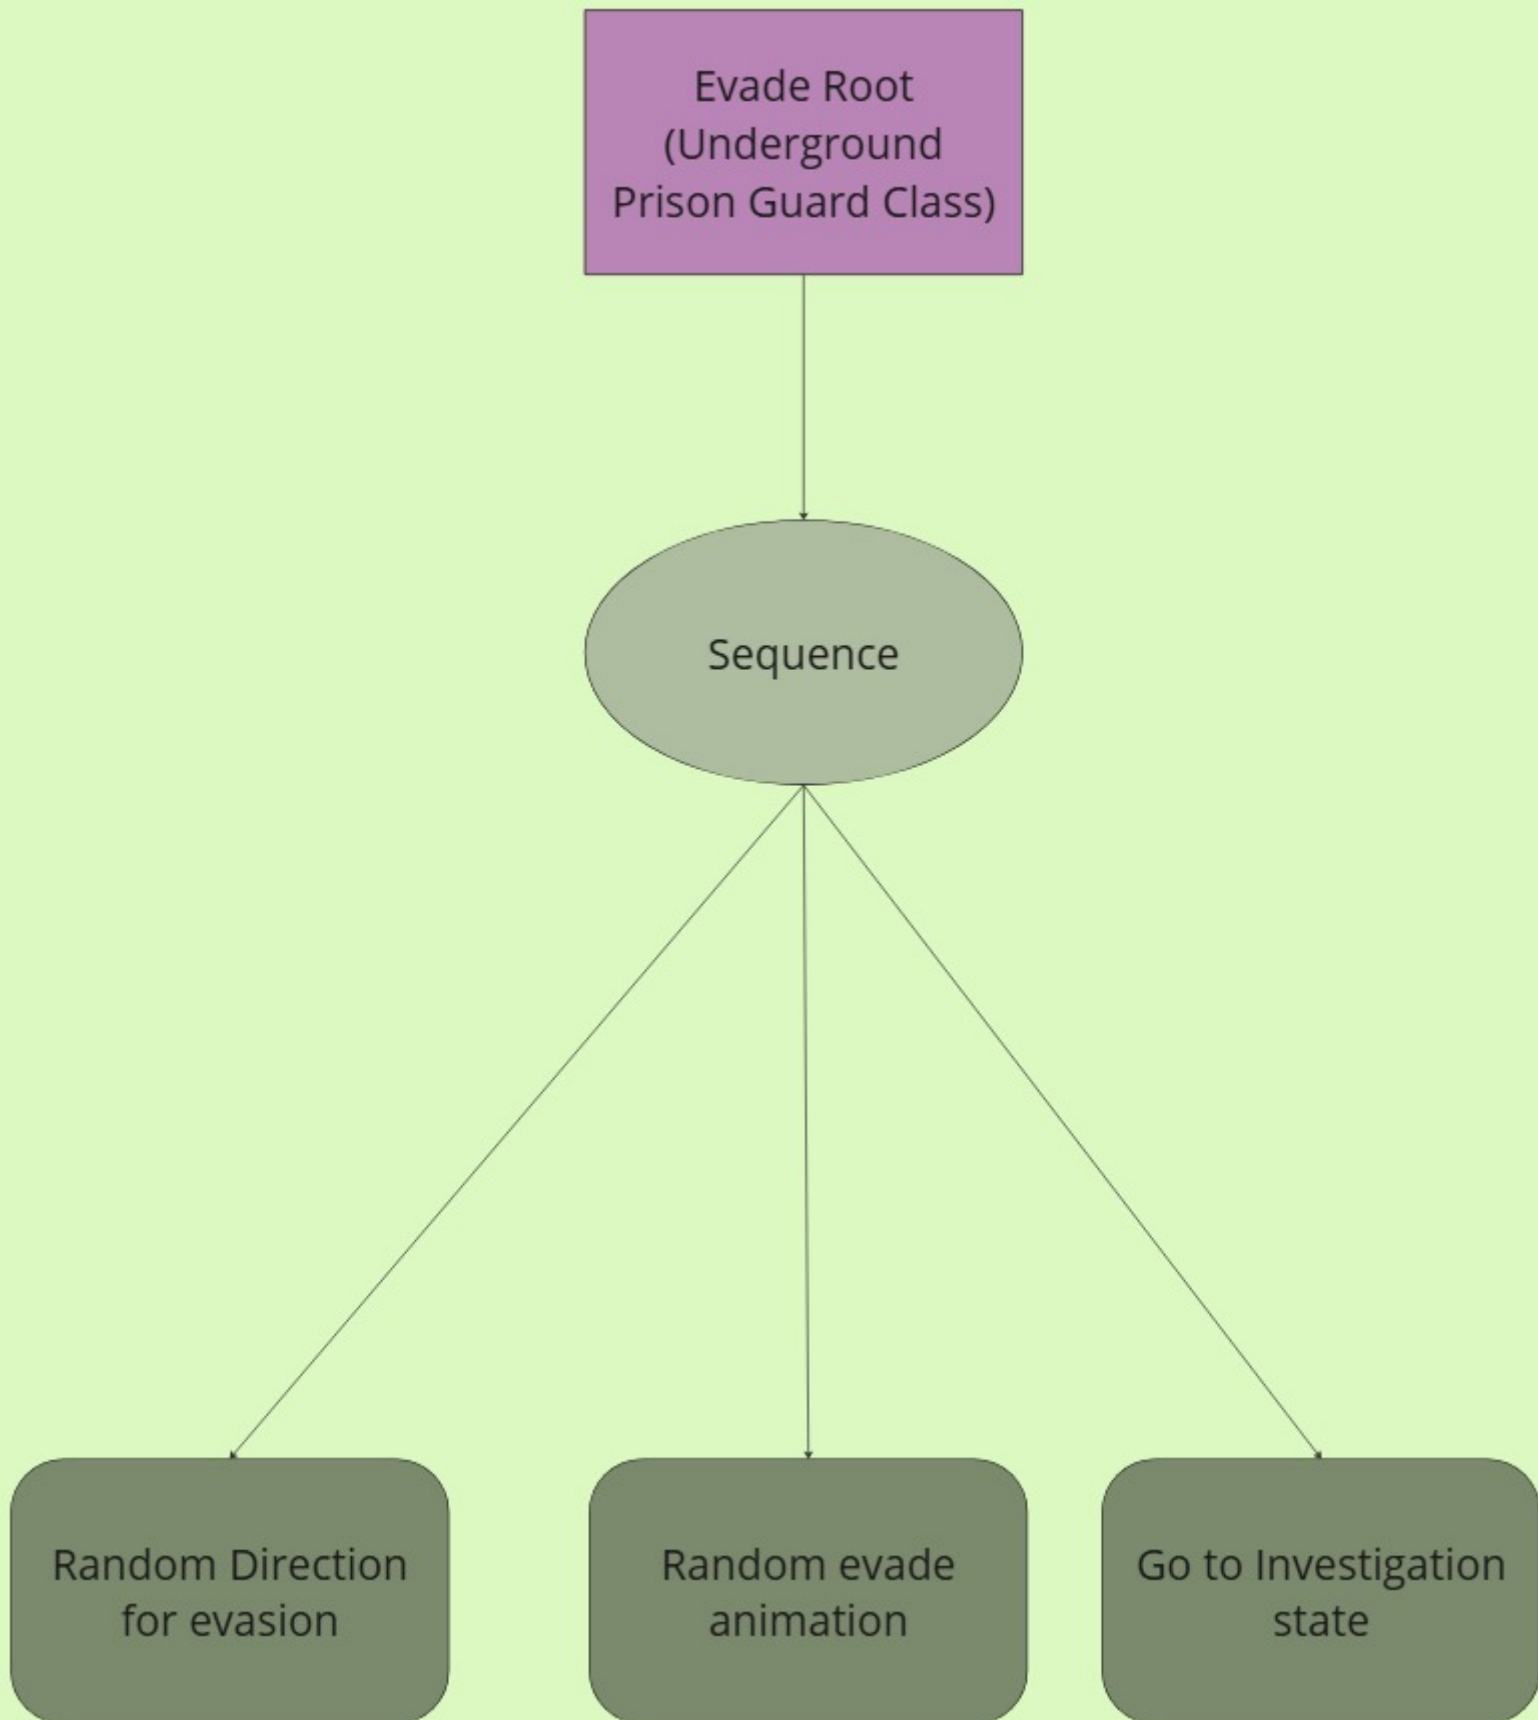 Evade Root
(Underground
Prison Guard Class)
Sequence
Random Direction
for evasion
Random evade
animation
Go to Investigation
state